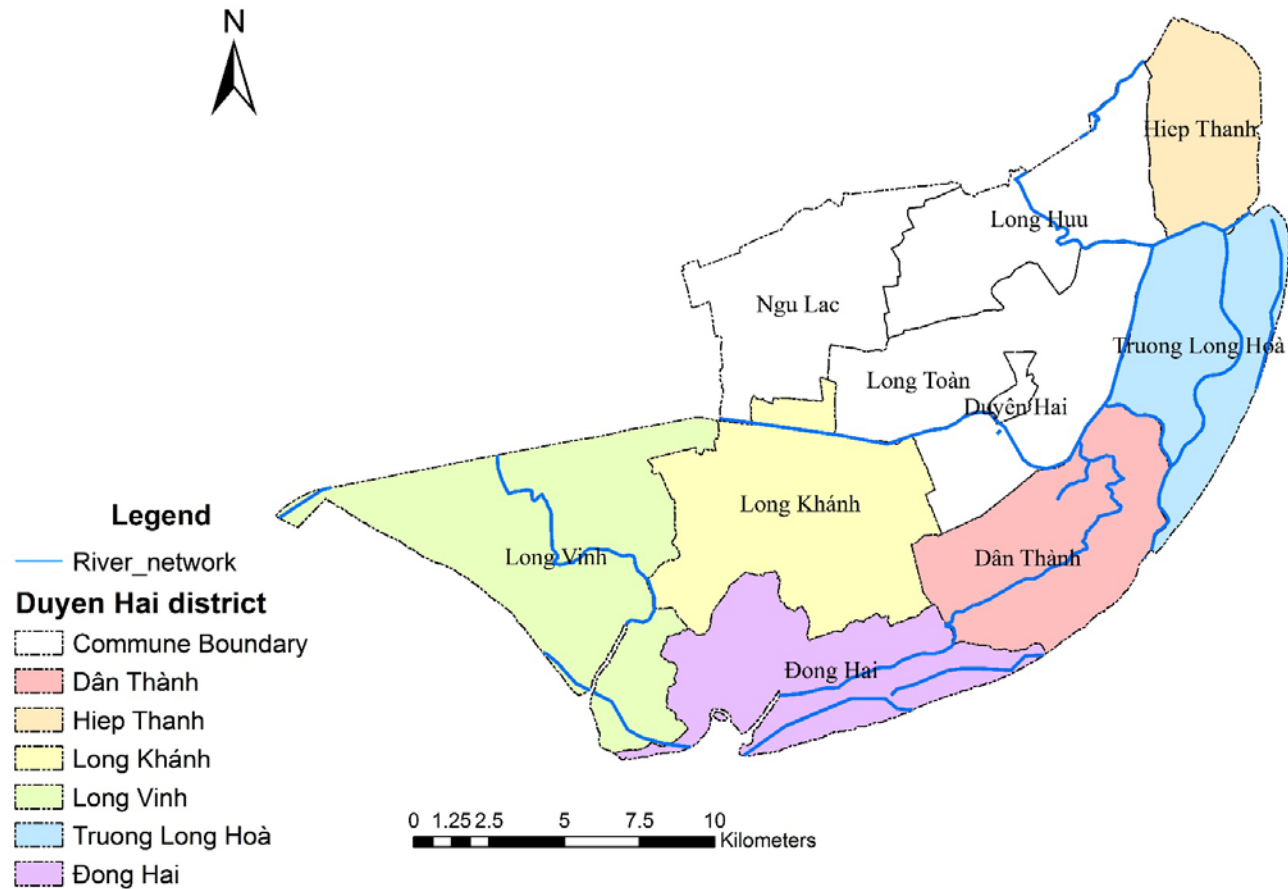 N
Hiep Thanh
Long Huu
Ngu Lac
Truong Long Hoà
Long Toàn
Duyên Hai
Long Khánh
Long Vinh
Dân Thành
Đong Hai
Legend
River_network
Duyen Hai district
Commune Boundary
Dân Thành
Hiep Thanh
Long Khánh
Long Vinh
Truong Long Hoà
Đong Hai
0 1.25 2.5 5 7.5 10
Kilometers